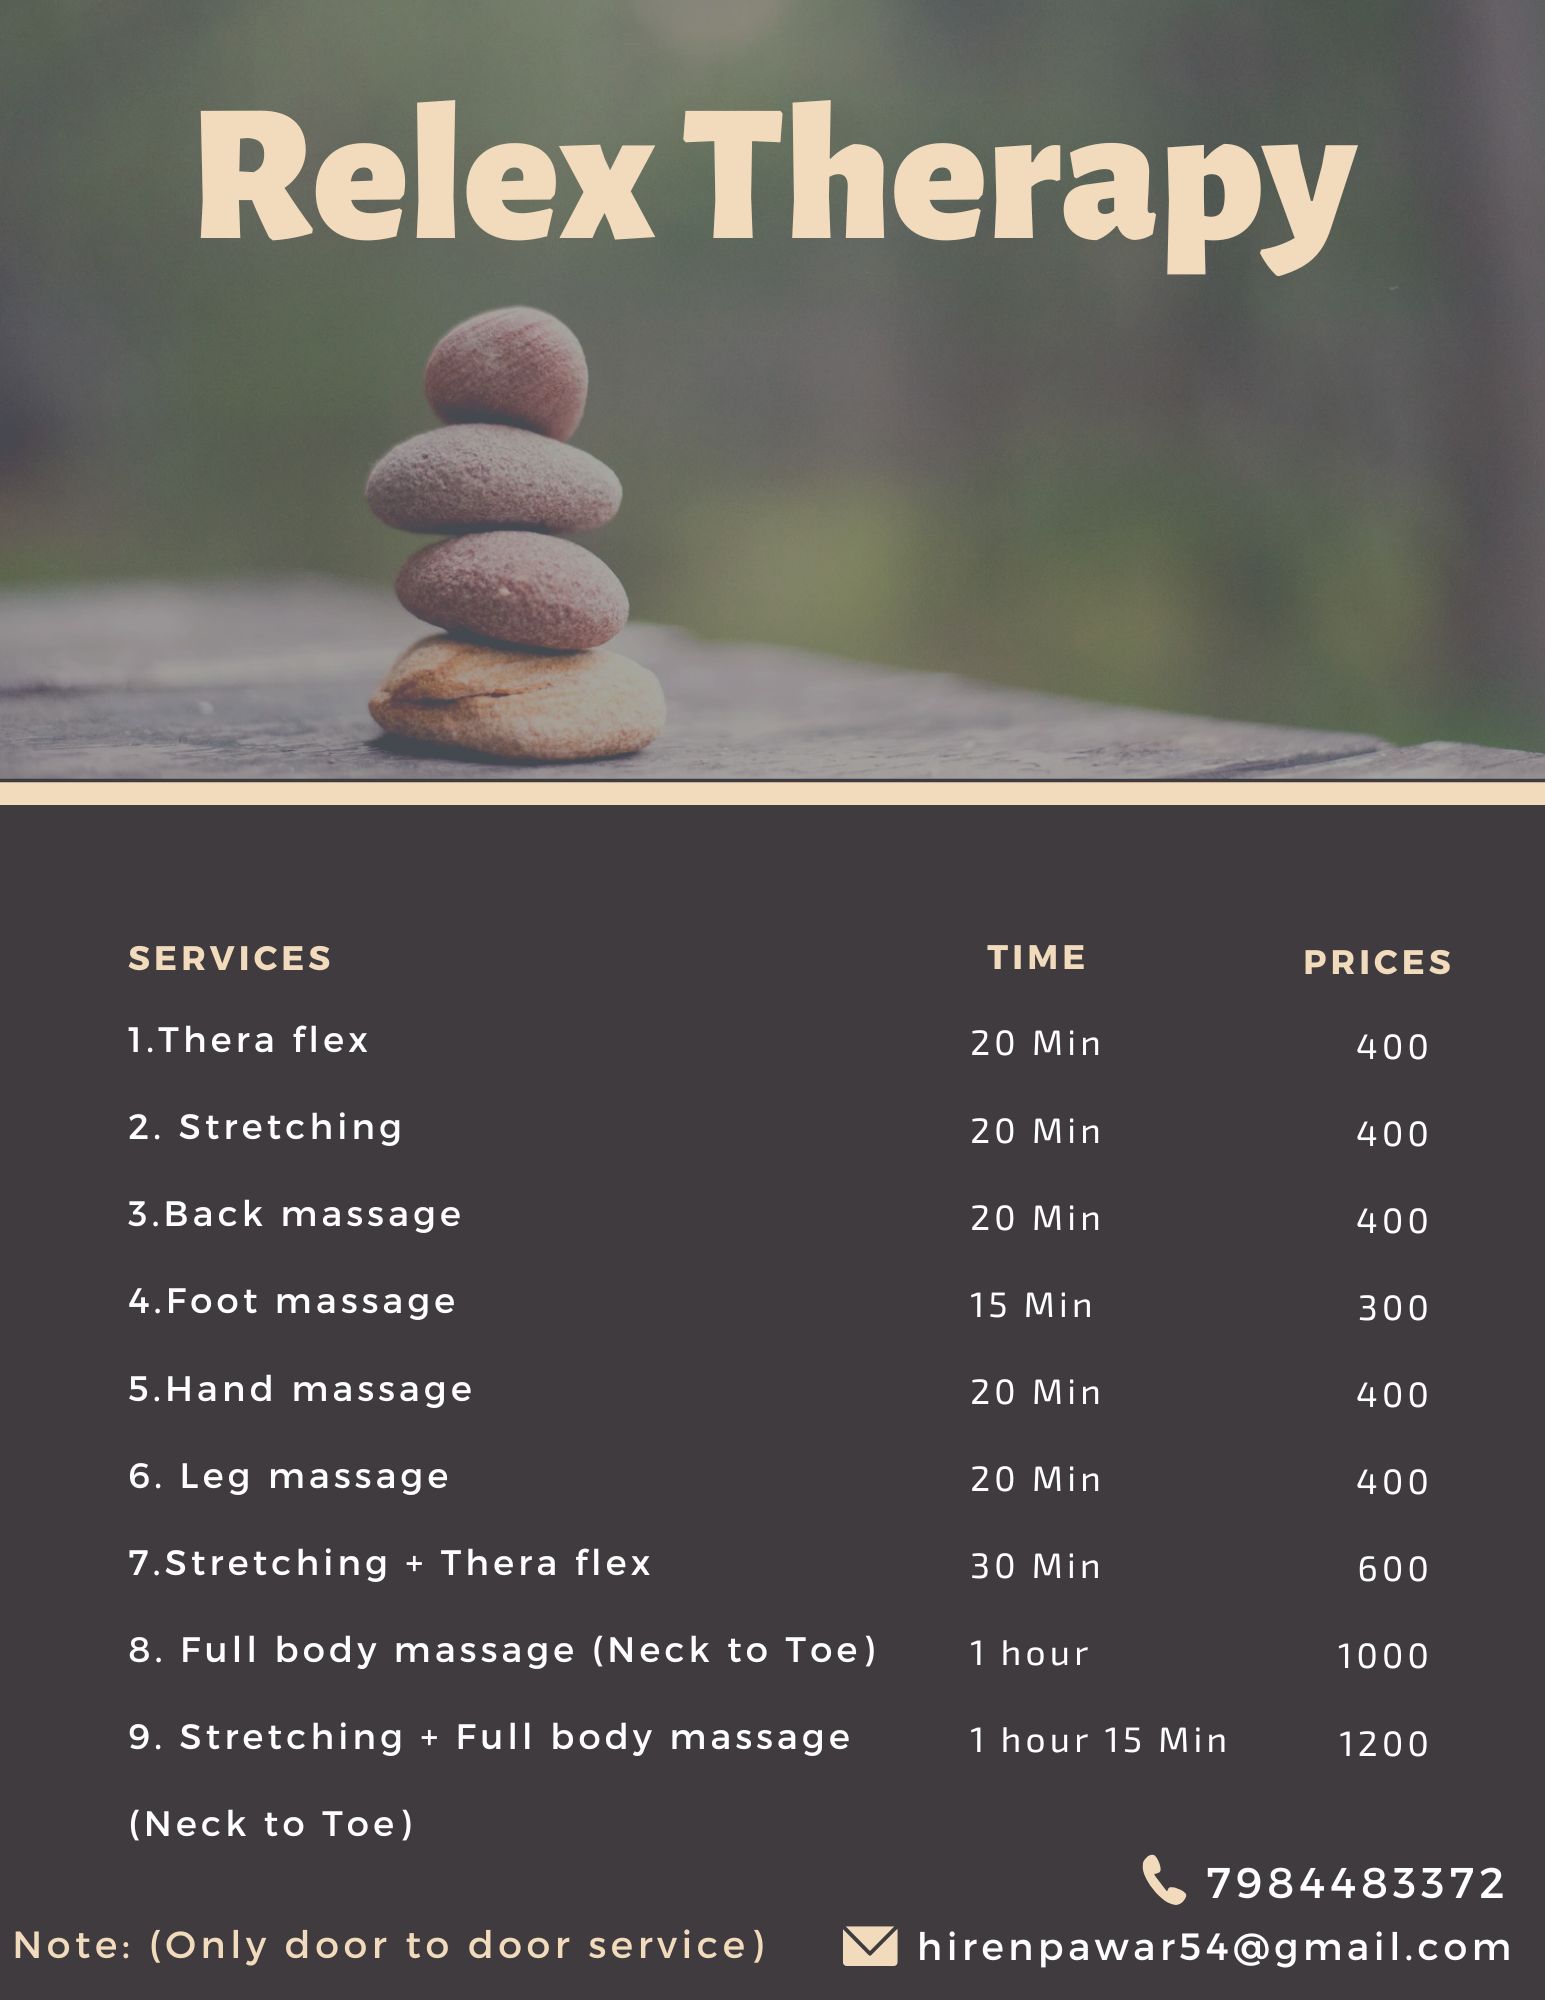 Relex Therapy
SERVICES TIME PRICES
1.Thera flex 20 Min 400
2. Stretching 20 Min 400
3.Back massage 20 Min 400
4.Foot massage 15 Min 300
5.Hand massage 20 Min 400
6. Leg massage 20 Min 400
7.Stretching + Thera flex 30 Min 600
8. Full body massage (Neck to Toe) 1 hour 1000
9. Stretching + Full body massage 1 hour 15 Min 1200
(Neck to Toe)
7984483372
Note: (Only door to door service) hirenpawar54@gmail.com